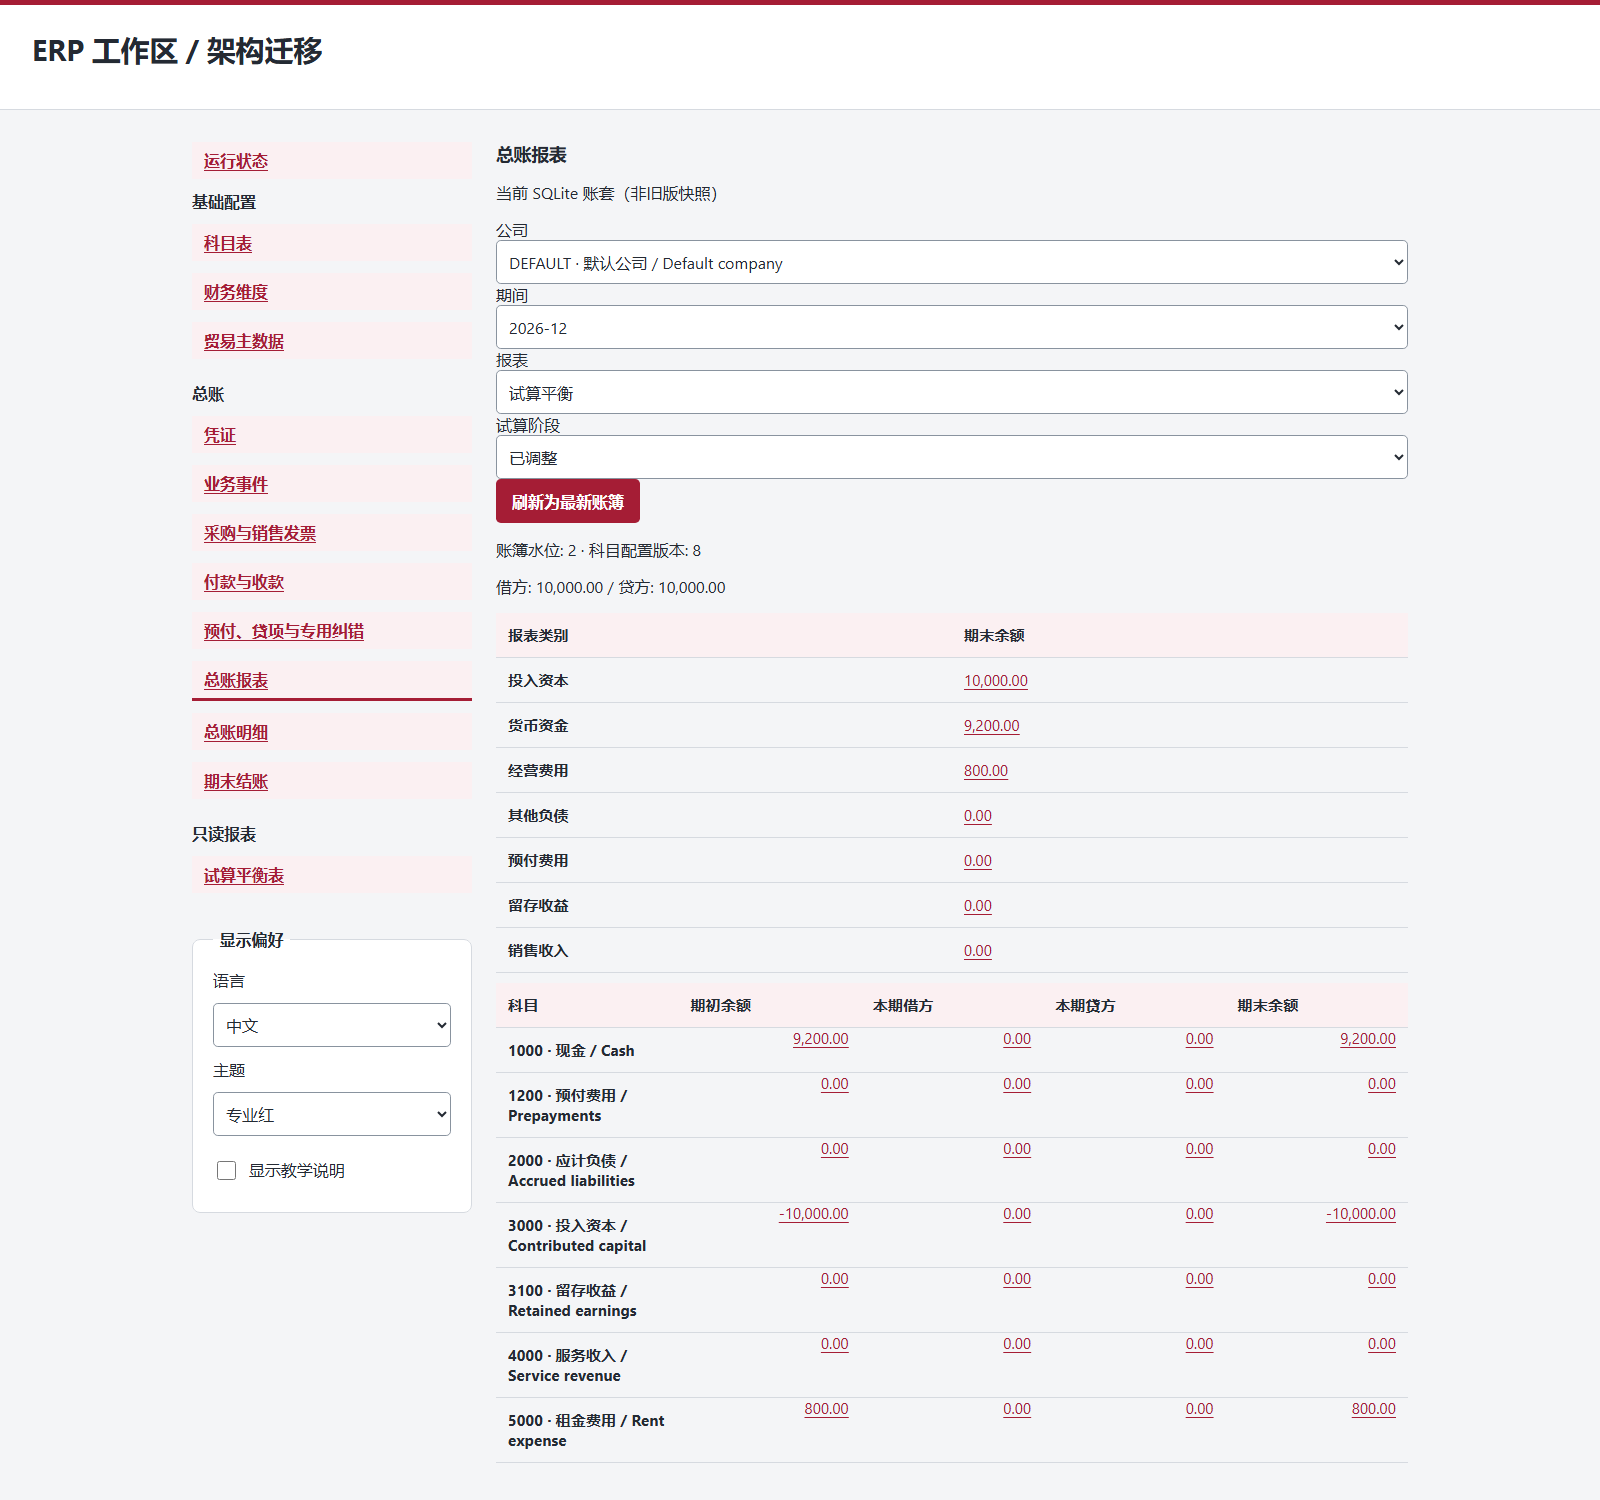 ERP 工作区 / 架构迁移
运行状态
基础配置
科目表
财务维度
贸易主数据
总账
凭证
业务事件
采购与销售发票
付款与收款
预付、贷项与专用纠错
总账报表
总账明细
期末结账
只读报表
试算平衡表
显示偏好
语言
中文
主题
专业红
显示教学说明
总账报表
当前 SQLite 账套（非旧版快照）
公司
DEFAULT · 默认公司 / Default company
期间
2026-12
报表
试算平衡
试算阶段
已调整
刷新为最新账簿
账簿水位: 2 · 科目配置版本: 8
借方: 10,000.00 / 贷方: 10,000.00
报表类别 期末余额
投入资本 10,000.00
货币资金 9,200.00
经营费用 800.00
其他负债 0.00
预付费用 0.00
留存收益 0.00
销售收入 0.00
科目 期初余额 本期借方 本期贷方 期末余额
1000 · 现金 / Cash 9,200.00 0.00 0.00 9,200.00
1200 · 预付费用 / 0.00 0.00 0.00 0.00
Prepayments
2000 · 应计负债 / 0.00 0.00 0.00 0.00
Accrued liabilities
3000 · 投入资本 / -10,000.00 0.00 0.00 -10,000.00
Contributed capital
3100 · 留存收益 / 0.00 0.00 0.00 0.00
Retained earnings
4000 · 服务收入 / 0.00 0.00 0.00 0.00
Service revenue
5000 · 租金费用 / Rent 800.00 0.00 0.00 800.00
expense